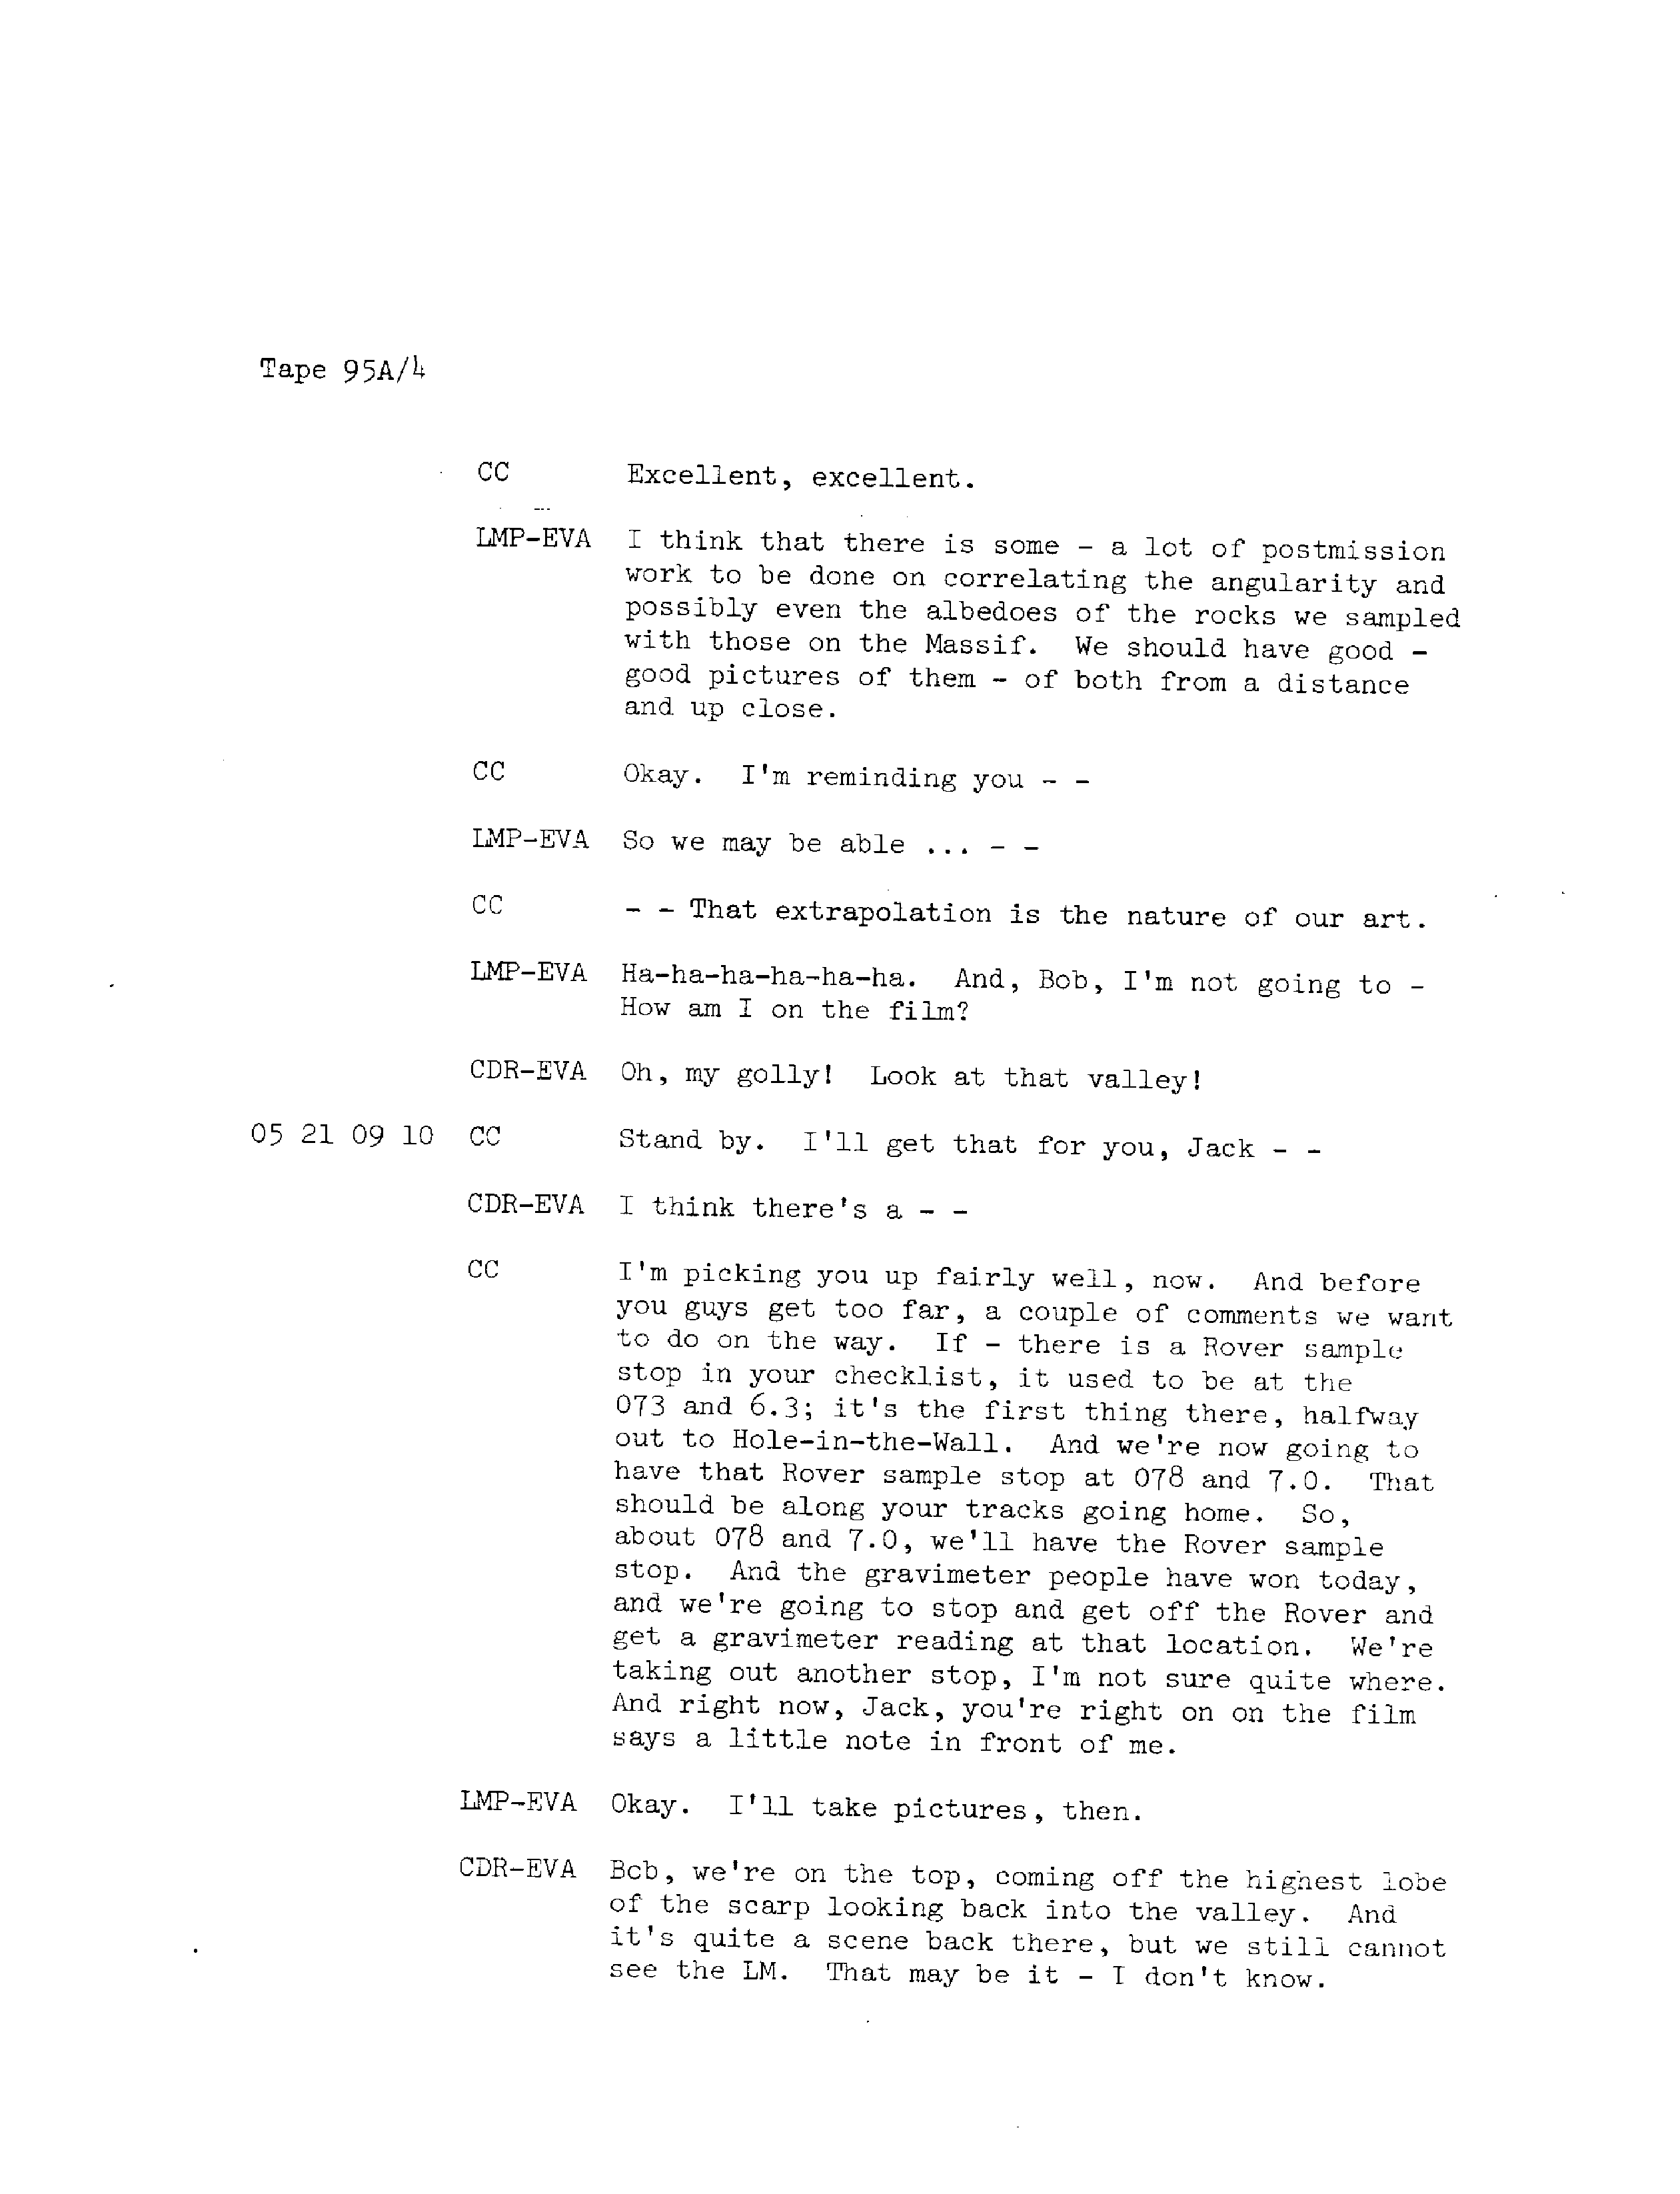 Tape 95A/4
CC Excellent, excellent.
LMP-EVA I think that there is some - a lot of postmission
work to be done on correlating the angularity and
possibly even the albedoes of the rocks we sampled
with those on the Massif. We should have good -
good pictures of them - of both from a distance
and up close.
CC Okay. I'm reminding you - -
LMP-EVA So we may be able ... - -
CC - - That extrapolation is the nature of our art.
LMP-EVA Ha-ha-ha-ha-ha-ha. And, Bob, I'm not going to -
How am I on the film?
CDR-EVA Oh, my golly! Look at that valley!
05 21 09 10 CC Stand by. I'll get that for you, Jack - -
CDR-EVA I think there's a - -
CC I'm picking you up fairly well, now. And before
you guys get too far, a couple of comments we want
to do on the way. If - there is a Rover sample
stop in your checklist, it used to be at the
073 and 6.3; it's the first thing there, halfway
out to Hole-in-the-Wall. And we're now going to
have that Rover sample stop at 078 and 7.0. That
should be along your tracks going home. So,
about 078 and 7.0, we'll have the Rover sample
stop. And the gravimeter people have won today,
and we're going to stop and get off the Rover and
get a gravimeter reading at that location. We're
taking out another stop, I'm not sure quite where.
And right now, Jack, you're right on on the film
says a little note in front of me.
LMP-EVA Okay. I'll take pictures, then.
CDR-EVA Bob, we're on the top, coming off the highest lobe
of the scarp looking back into the valley. And
it's quite a scene back there, but we still cannot
see the LM. That may be it - I don't know.